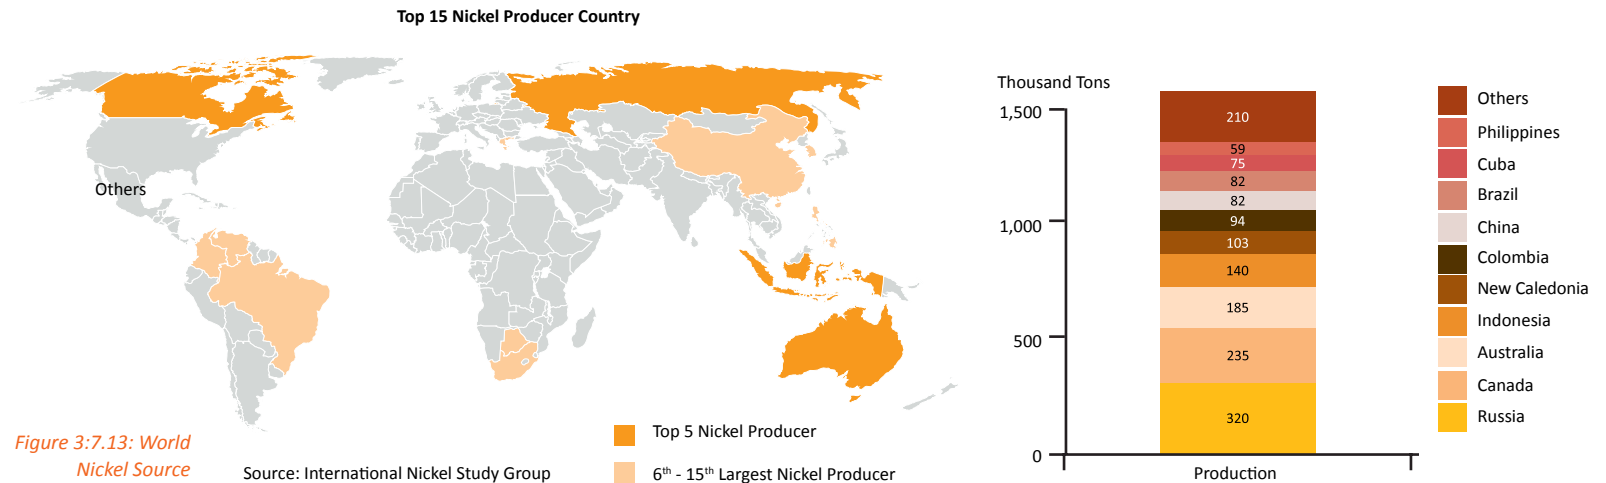 Top 15 Nickel Producer Country
Others
Figure 3:7.13: World
Nickel Source
Source: International Nickel Study Group
Top 5 Nickel Producer
6th - 15th Largest Nickel Producer
Thousand Tons
1,500
1,000
500
0
210
59
75
82
82
94
103
140
185
235
320
Production
Others
Philippines
Cuba
Brazil
China
Colombia
New Caledonia
Indonesia
Australia
Canada
Russia